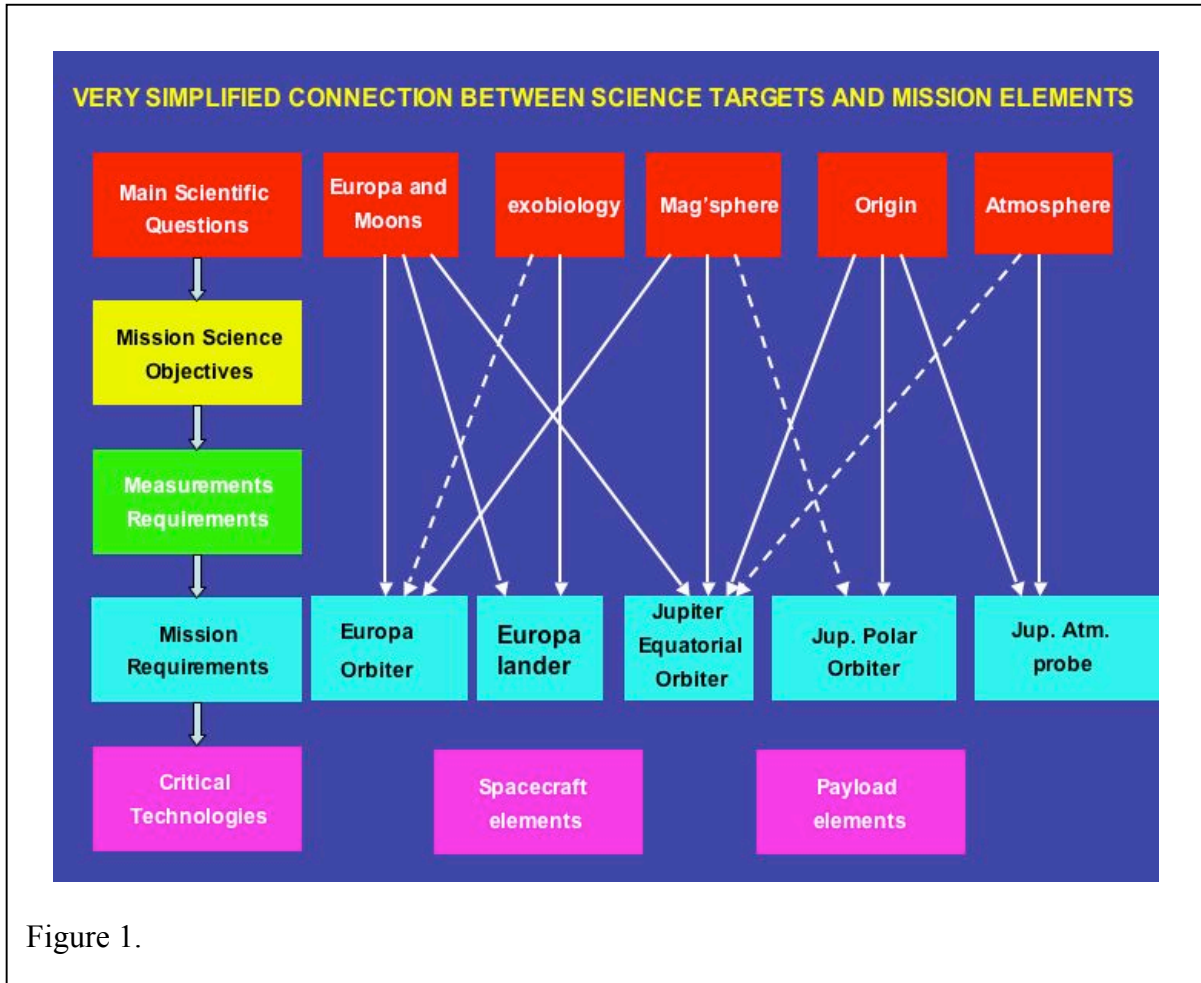 VERY SIMPLIFIED CONNECTION BETWEEN SCIENCE TARGETS AND MISSION ELEMENTS
Main Scientific
Questions
Europa and
Moons
exobiology
Mag'sphere
Origin
Atmosphere
Mission Science
Objectives
Measurements
Requirements
Mission
Requirements
Europa
Orbiter
Europa
lander
Jupiter
Equatorial
Orbiter
Jup. Polar
Orbiter
Jup. Atm.
probe
Critical
Technologies
Spacecraft
elements
Payload
elements
Figure 1.